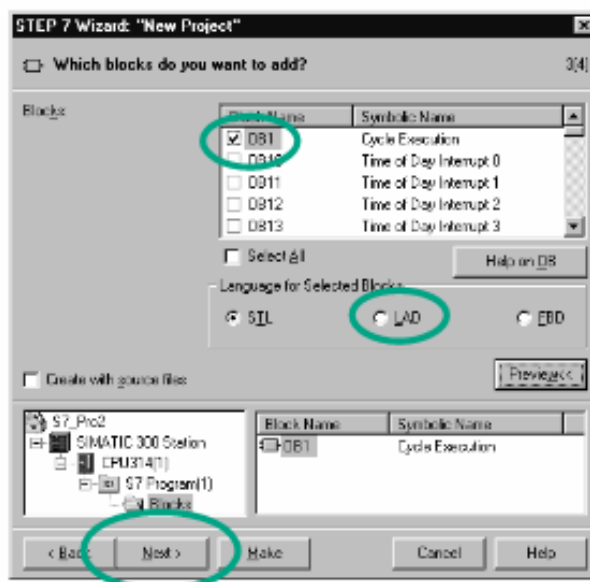 STEP 7 Wizard: "New Project"
Which blocks do you want to add? 3(4)
Blocks:
Block Name Symbolic Name
OB1 Cycle Execution
OB10 Time of Day Interrupt 0
OB11 Time of Day Interrupt 1
OB12 Time of Day Interrupt 2
OB13 Time of Day Interrupt 3
Select All Help on OB
Language for Selected Blocks
STL LAD FBD
Create with source files Preview<<
S7_Pro2
SIMATIC 300 Station
CPU314(1)
S7 Program(1)
Blocks
Block Name Symbolic Name
OB1 Cycle Execution
< Back Next > Make Cancel Help